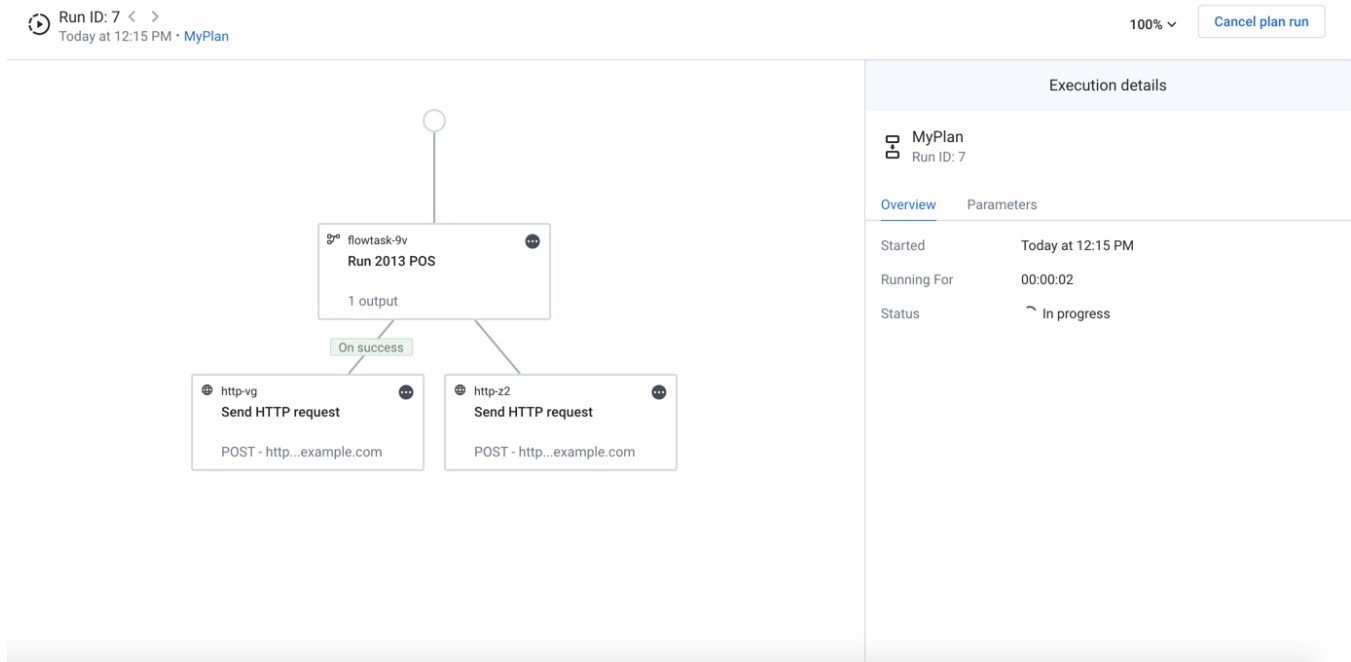 Run ID: 7
Today at 12:15 PM • MyPlan
100%
Cancel plan run
flowtask-9v
Run 2013 POS
1 output
On success
http-vg
Send HTTP request
POST - http...example.com
http-z2
Send HTTP request
POST - http...example.com
Execution details
MyPlan
Run ID: 7
Overview Parameters
Started Today at 12:15 PM
Running For 00:00:02
Status In progress